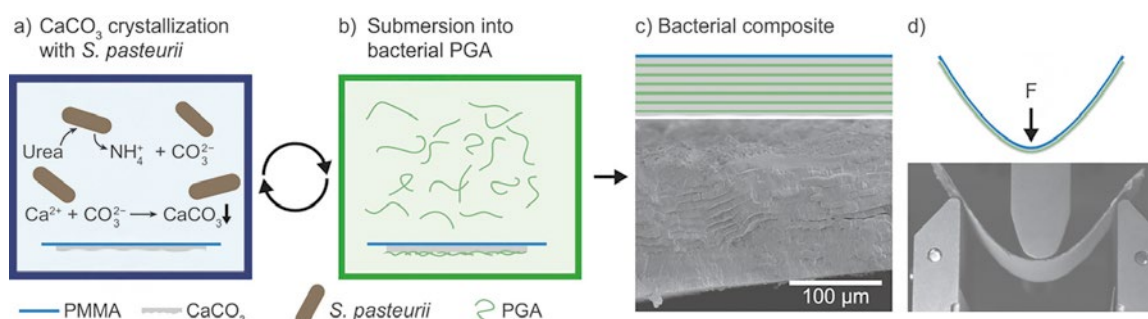 a) CaCO₃ crystallization
with S. pasteurii
b) Submersion into
bacterial PGA
c) Bacterial composite
d)
Urea
NH₄⁺ + CO₃²⁻
Ca²⁺ + CO₃²⁻ → CaCO₃↓
F
100 µm
PMMA
CaCO₃
S. pasteurii
PGA